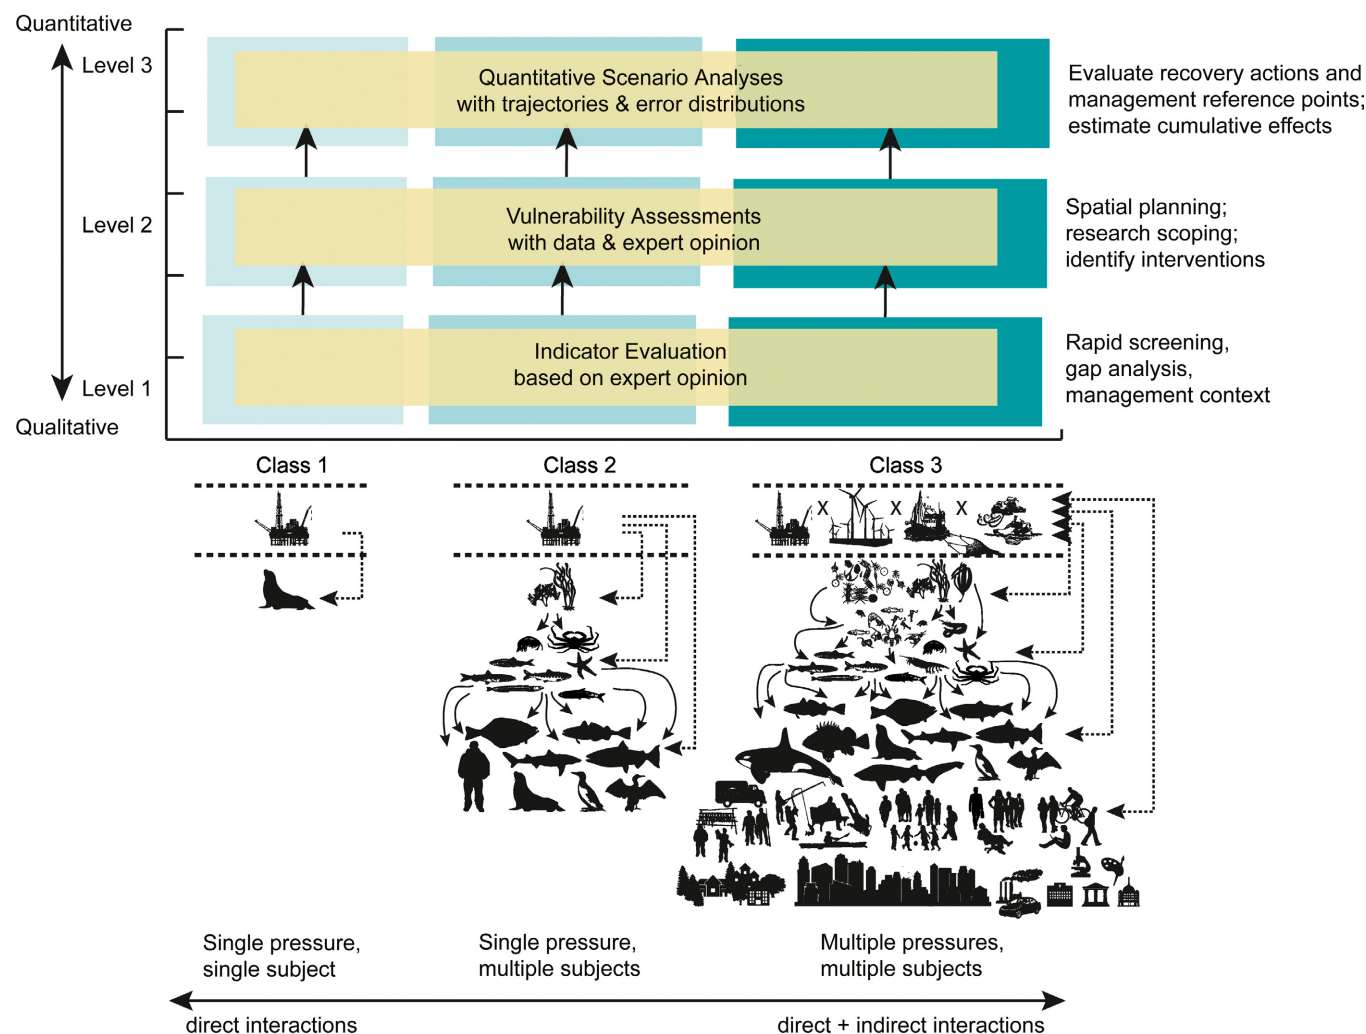 Quantitative
Level 3
Quantitative Scenario Analyses
with trajectories & error distributions
Evaluate recovery actions and
management reference points;
estimate cumulative effects
Level 2
Vulnerability Assessments
with data & expert opinion
Spatial planning;
research scoping;
identify interventions
Indicator Evaluation
based on expert opinion
Rapid screening,
gap analysis,
management context
Level 1
Qualitative
Class 1
Class 2
Class 3
X X X
Single pressure,
single subject
Single pressure,
multiple subjects
Multiple pressures,
multiple subjects
direct interactions
direct + indirect interactions